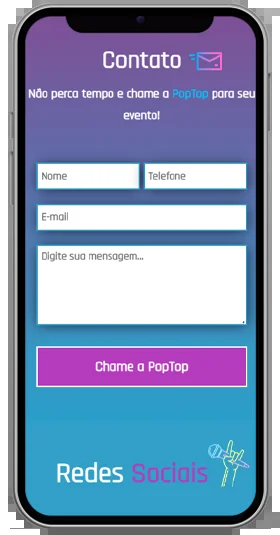 Contato
Não perca tempo e chame a PopTop para seu
evento!
Nome
Telefone
E-mail
Digite sua mensagem...
Chame a PopTop
Redes Sociais